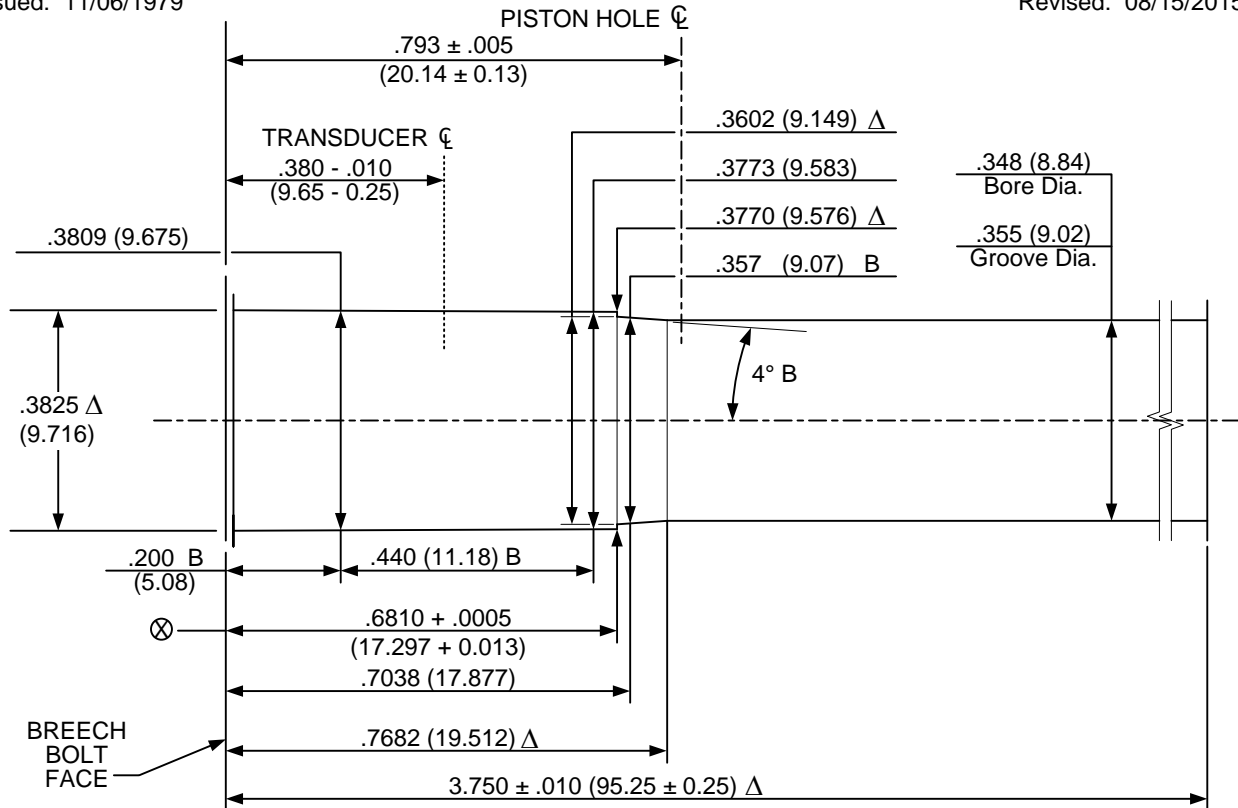 sued: 11/06/1979
Revised: 08/15/2015
PISTON HOLE ℄
.793 ± .005
(20.14 ± 0.13)
TRANSDUCER ℄
.380 - .010
(9.65 - 0.25)
.3602 (9.149) Δ
.3773 (9.583)
.3770 (9.576) Δ
.357 (9.07) B
.348 (8.84)
Bore Dia.
.355 (9.02)
Groove Dia.
.3809 (9.675)
.3825 Δ
(9.716)
4° B
.200 B
(5.08)
.440 (11.18) B
⊗
.6810 + .0005
(17.297 + 0.013)
.7038 (17.877)
BREECH
BOLT
FACE
.7682 (19.512) Δ
3.750 ± .010 (95.25 ± 0.25) Δ